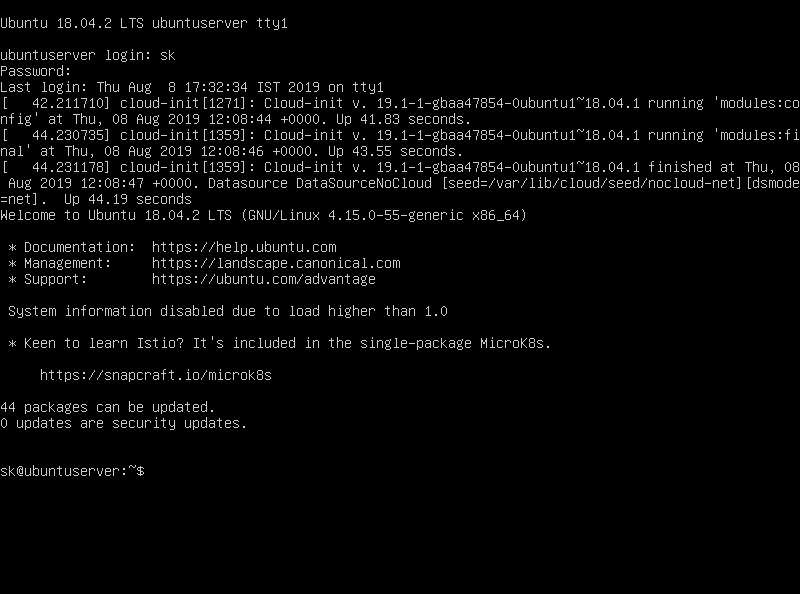 Ubuntu 18.04.2 LTS ubuntuserver tty1
ubuntuserver login: sk
Password:
Last login: Thu Aug  8 17:32:34 IST 2019 on tty1
[   42.211710] cloud-init[1271]: Cloud-init v. 19.1-1-gbaa47854-0ubuntu1~18.04.1 running 'modules:co
nfig' at Thu, 08 Aug 2019 12:08:44 +0000. Up 41.83 seconds.
[   44.230735] cloud-init[1359]: Cloud-init v. 19.1-1-gbaa47854-0ubuntu1~18.04.1 running 'modules:fi
nal' at Thu, 08 Aug 2019 12:08:46 +0000. Up 43.55 seconds.
[   44.231178] cloud-init[1359]: Cloud-init v. 19.1-1-gbaa47854-0ubuntu1~18.04.1 finished at Thu, 08
 Aug 2019 12:08:47 +0000. Datasource DataSourceNoCloud [seed=/var/lib/cloud/seed/nocloud-net][dsmode
=net].  Up 44.19 seconds
Welcome to Ubuntu 18.04.2 LTS (GNU/Linux 4.15.0-55-generic x86_64)
 * Documentation:  https://help.ubuntu.com
 * Management:     https://landscape.canonical.com
 * Support:        https://ubuntu.com/advantage
 System information disabled due to load higher than 1.0
 * Keen to learn Istio? It's included in the single-package MicroK8s.
     https://snapcraft.io/microk8s
44 packages can be updated.
0 updates are security updates.
sk@ubuntuserver:~$